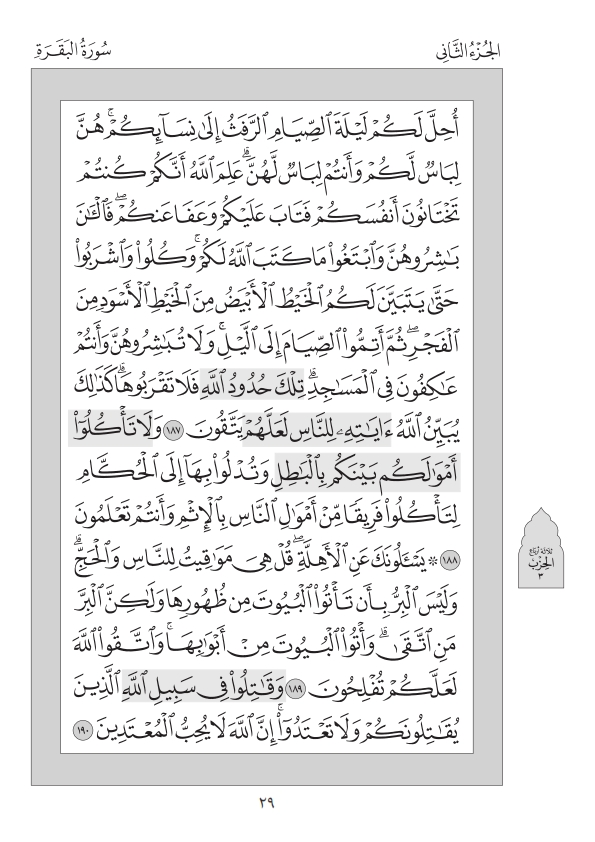 الجُزْءُ الثَّانِي
سُورَةُ البَقَرَةِ
أُحِلَّ لَكُمْ لَيْلَةَ ٱلصِّيَامِ ٱلرَّفَثُ إِلَىٰ نِسَآئِكُمْۚ هُنَّ
لِبَاسٌ لَّكُمْ وَأَنتُمْ لِبَاسٌ لَّهُنَّۗ عَلِمَ ٱللَّهُ أَنَّكُمْ كُنتُمْ
تَخْتَانُونَ أَنفُسَكُمْ فَتَابَ عَلَيْكُمْ وَعَفَا عَنكُمْۖ فَٱلْـَٰٔنَ
بَٰشِرُوهُنَّ وَٱبْتَغُوا۟ مَا كَتَبَ ٱللَّهُ لَكُمْۚ وَكُلُوا۟ وَٱشْرَبُوا۟
حَتَّىٰ يَتَبَيَّنَ لَكُمُ ٱلْخَيْطُ ٱلْأَبْيَضُ مِنَ ٱلْخَيْطِ ٱلْأَسْوَدِ مِنَ
ٱلْفَجْرِۖ ثُمَّ أَتِمُّوا۟ ٱلصِّيَامَ إِلَى ٱلَّيْلِۚ وَلَا تُبَٰشِرُوهُنَّ وَأَنتُمْ
عَٰكِفُونَ فِي ٱلْمَسَٰجِدِۗ تِلْكَ حُدُودُ ٱللَّهِ فَلَا تَقْرَبُوهَاۗ كَذَٰلِكَ
يُبَيِّنُ ٱللَّهُ ءَايَٰتِهِۦ لِلنَّاسِ لَعَلَّهُمْ يَتَّقُونَ ١٨٧ وَلَا تَأْكُلُوٓا۟
أَمْوَٰلَكُم بَيْنَكُم بِٱلْبَٰطِلِ وَتُدْلُوا۟ بِهَآ إِلَى ٱلْحُكَّامِ
لِتَأْكُلُوا۟ فَرِيقًا مِّنْ أَمْوَٰلِ ٱلنَّاسِ بِٱلْإِثْمِ وَأَنتُمْ تَعْلَمُونَ
١٨٨ * يَسْـَٔلُونَكَ عَنِ ٱلْأَهِلَّةِۖ قُلْ هِيَ مَوَٰقِيتُ لِلنَّاسِ وَٱلْحَجِّۗ
وَلَيْسَ ٱلْبِرُّ بِأَن تَأْتُوا۟ ٱلْبُيُوتَ مِن ظُهُورِهَا وَلَٰكِنَّ ٱلْبِرَّ
مَنِ ٱتَّقَىٰۗ وَأْتُوا۟ ٱلْبُيُوتَ مِنْ أَبْوَٰبِهَاۚ وَٱتَّقُوا۟ ٱللَّهَ
لَعَلَّكُمْ تُفْلِحُونَ ١٨٩ وَقَٰتِلُوا۟ فِي سَبِيلِ ٱللَّهِ ٱلَّذِينَ
يُقَٰتِلُونَكُمْ وَلَا تَعْتَدُوٓا۟ۚ إِنَّ ٱللَّهَ لَا يُحِبُّ ٱلْمُعْتَدِينَ ١٩٠
ثلاثة أرباع
الحِزْبِ
٣
٢٩